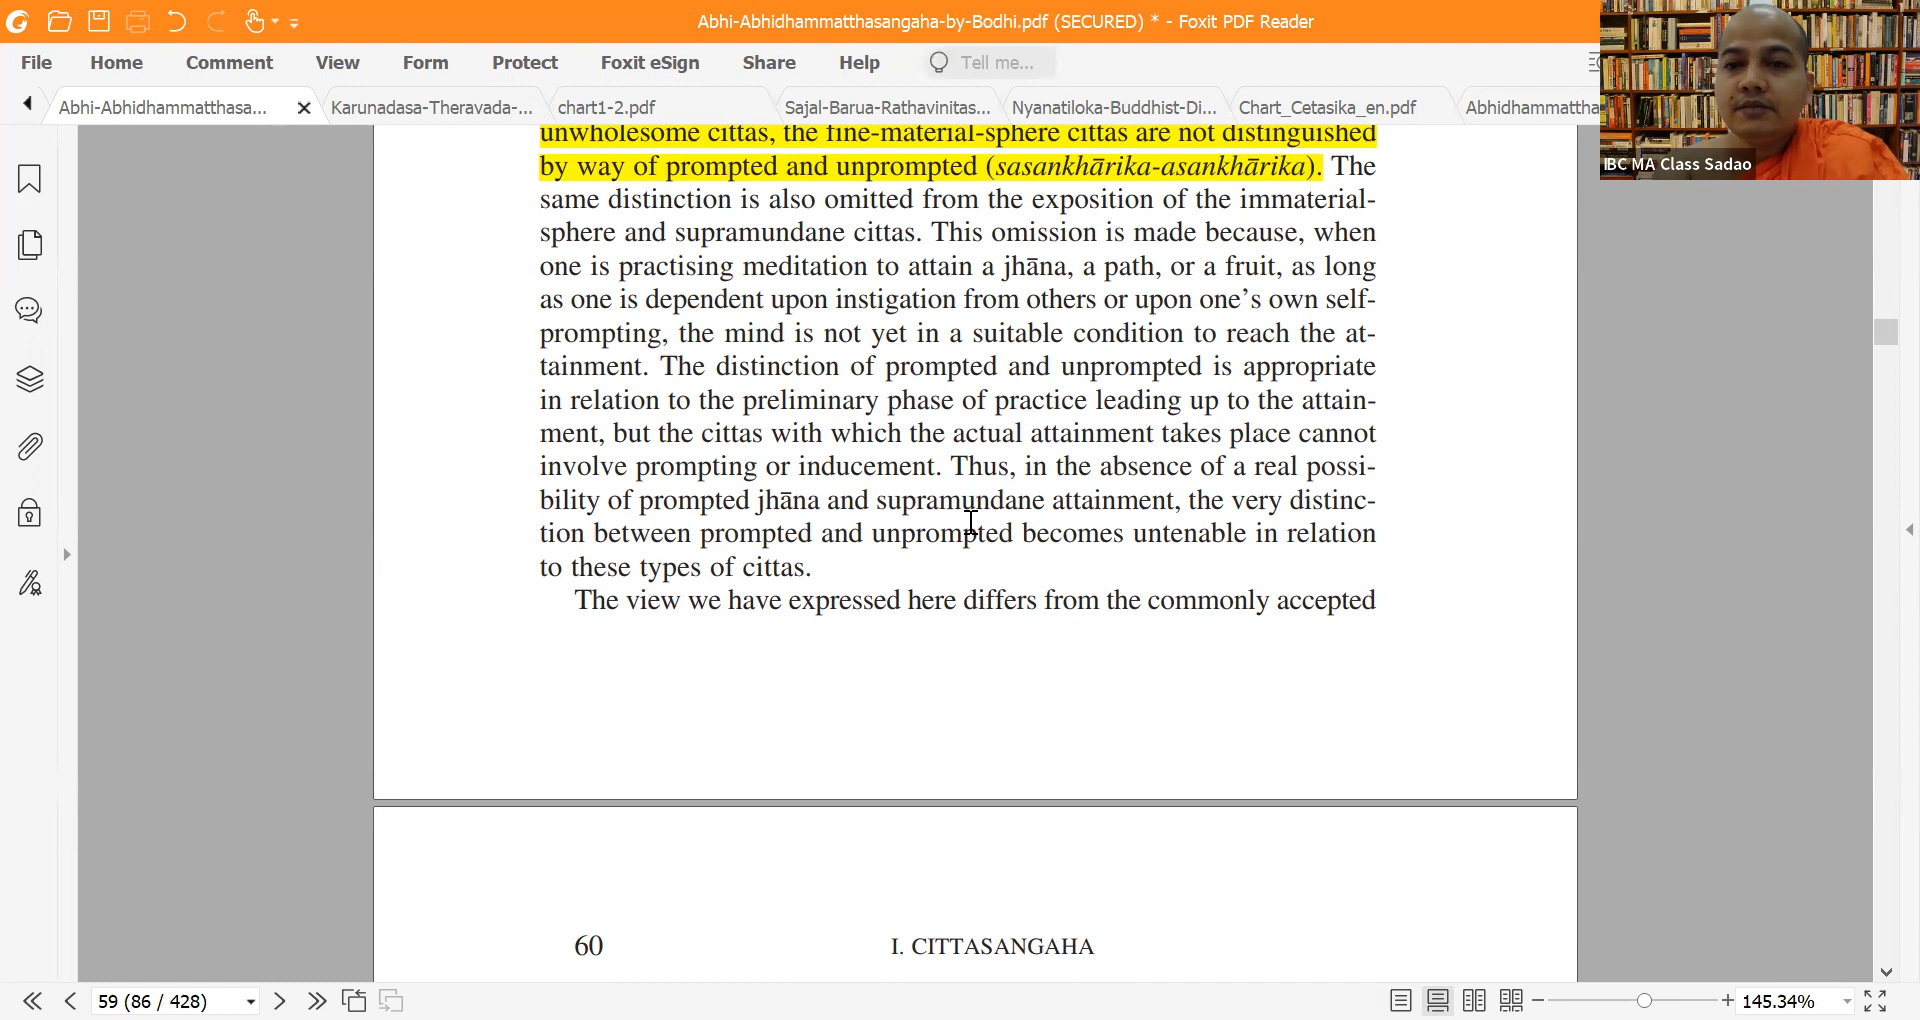 Abhi-Abhidhammatthasangaha-by-Bodhi.pdf (SECURED) * - Foxit PDF Reader
File Home Comment View Form Protect Foxit eSign Share Help Tell me...
Abhi-Abhidhammatthasa... Karunadasa-Theravada-... chart1-2.pdf Sajal-Barua-Rathavinitas... Nyanatiloka-Buddhist-Di... Chart_Cetasika_en.pdf Abhidhammattha
IBC MA Class Sadao
unwholesome cittas, the fine-material-sphere cittas are not distinguished
by way of prompted and unprompted (sasankhārika-asankhārika). The
same distinction is also omitted from the exposition of the immaterial-
sphere and supramundane cittas. This omission is made because, when
one is practising meditation to attain a jhāna, a path, or a fruit, as long
as one is dependent upon instigation from others or upon one's own self-
prompting, the mind is not yet in a suitable condition to reach the at-
tainment. The distinction of prompted and unprompted is appropriate
in relation to the preliminary phase of practice leading up to the attain-
ment, but the cittas with which the actual attainment takes place cannot
involve prompting or inducement. Thus, in the absence of a real possi-
bility of prompted jhāna and supramundane attainment, the very distinc-
tion between prompted and unprompted becomes untenable in relation
to these types of cittas.
The view we have expressed here differs from the commonly accepted
60 I. CITTASANGAHA
59 (86 / 428) 145.34%